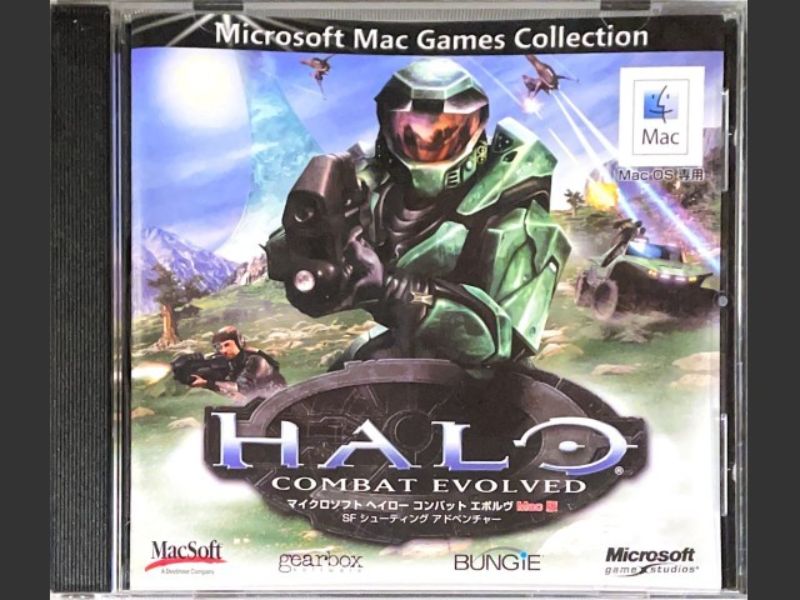 Microsoft Mac Games Collection
Mac
Mac OS 専用
HALO®
COMBAT EVOLVED
マイクロソフト ヘイロー コンバット エボルヴ Mac 版
SF シューティング アドベンチャー
MacSoft
A Destineer Company
gearbox
software
BUNGiE
Microsoft
game studios™